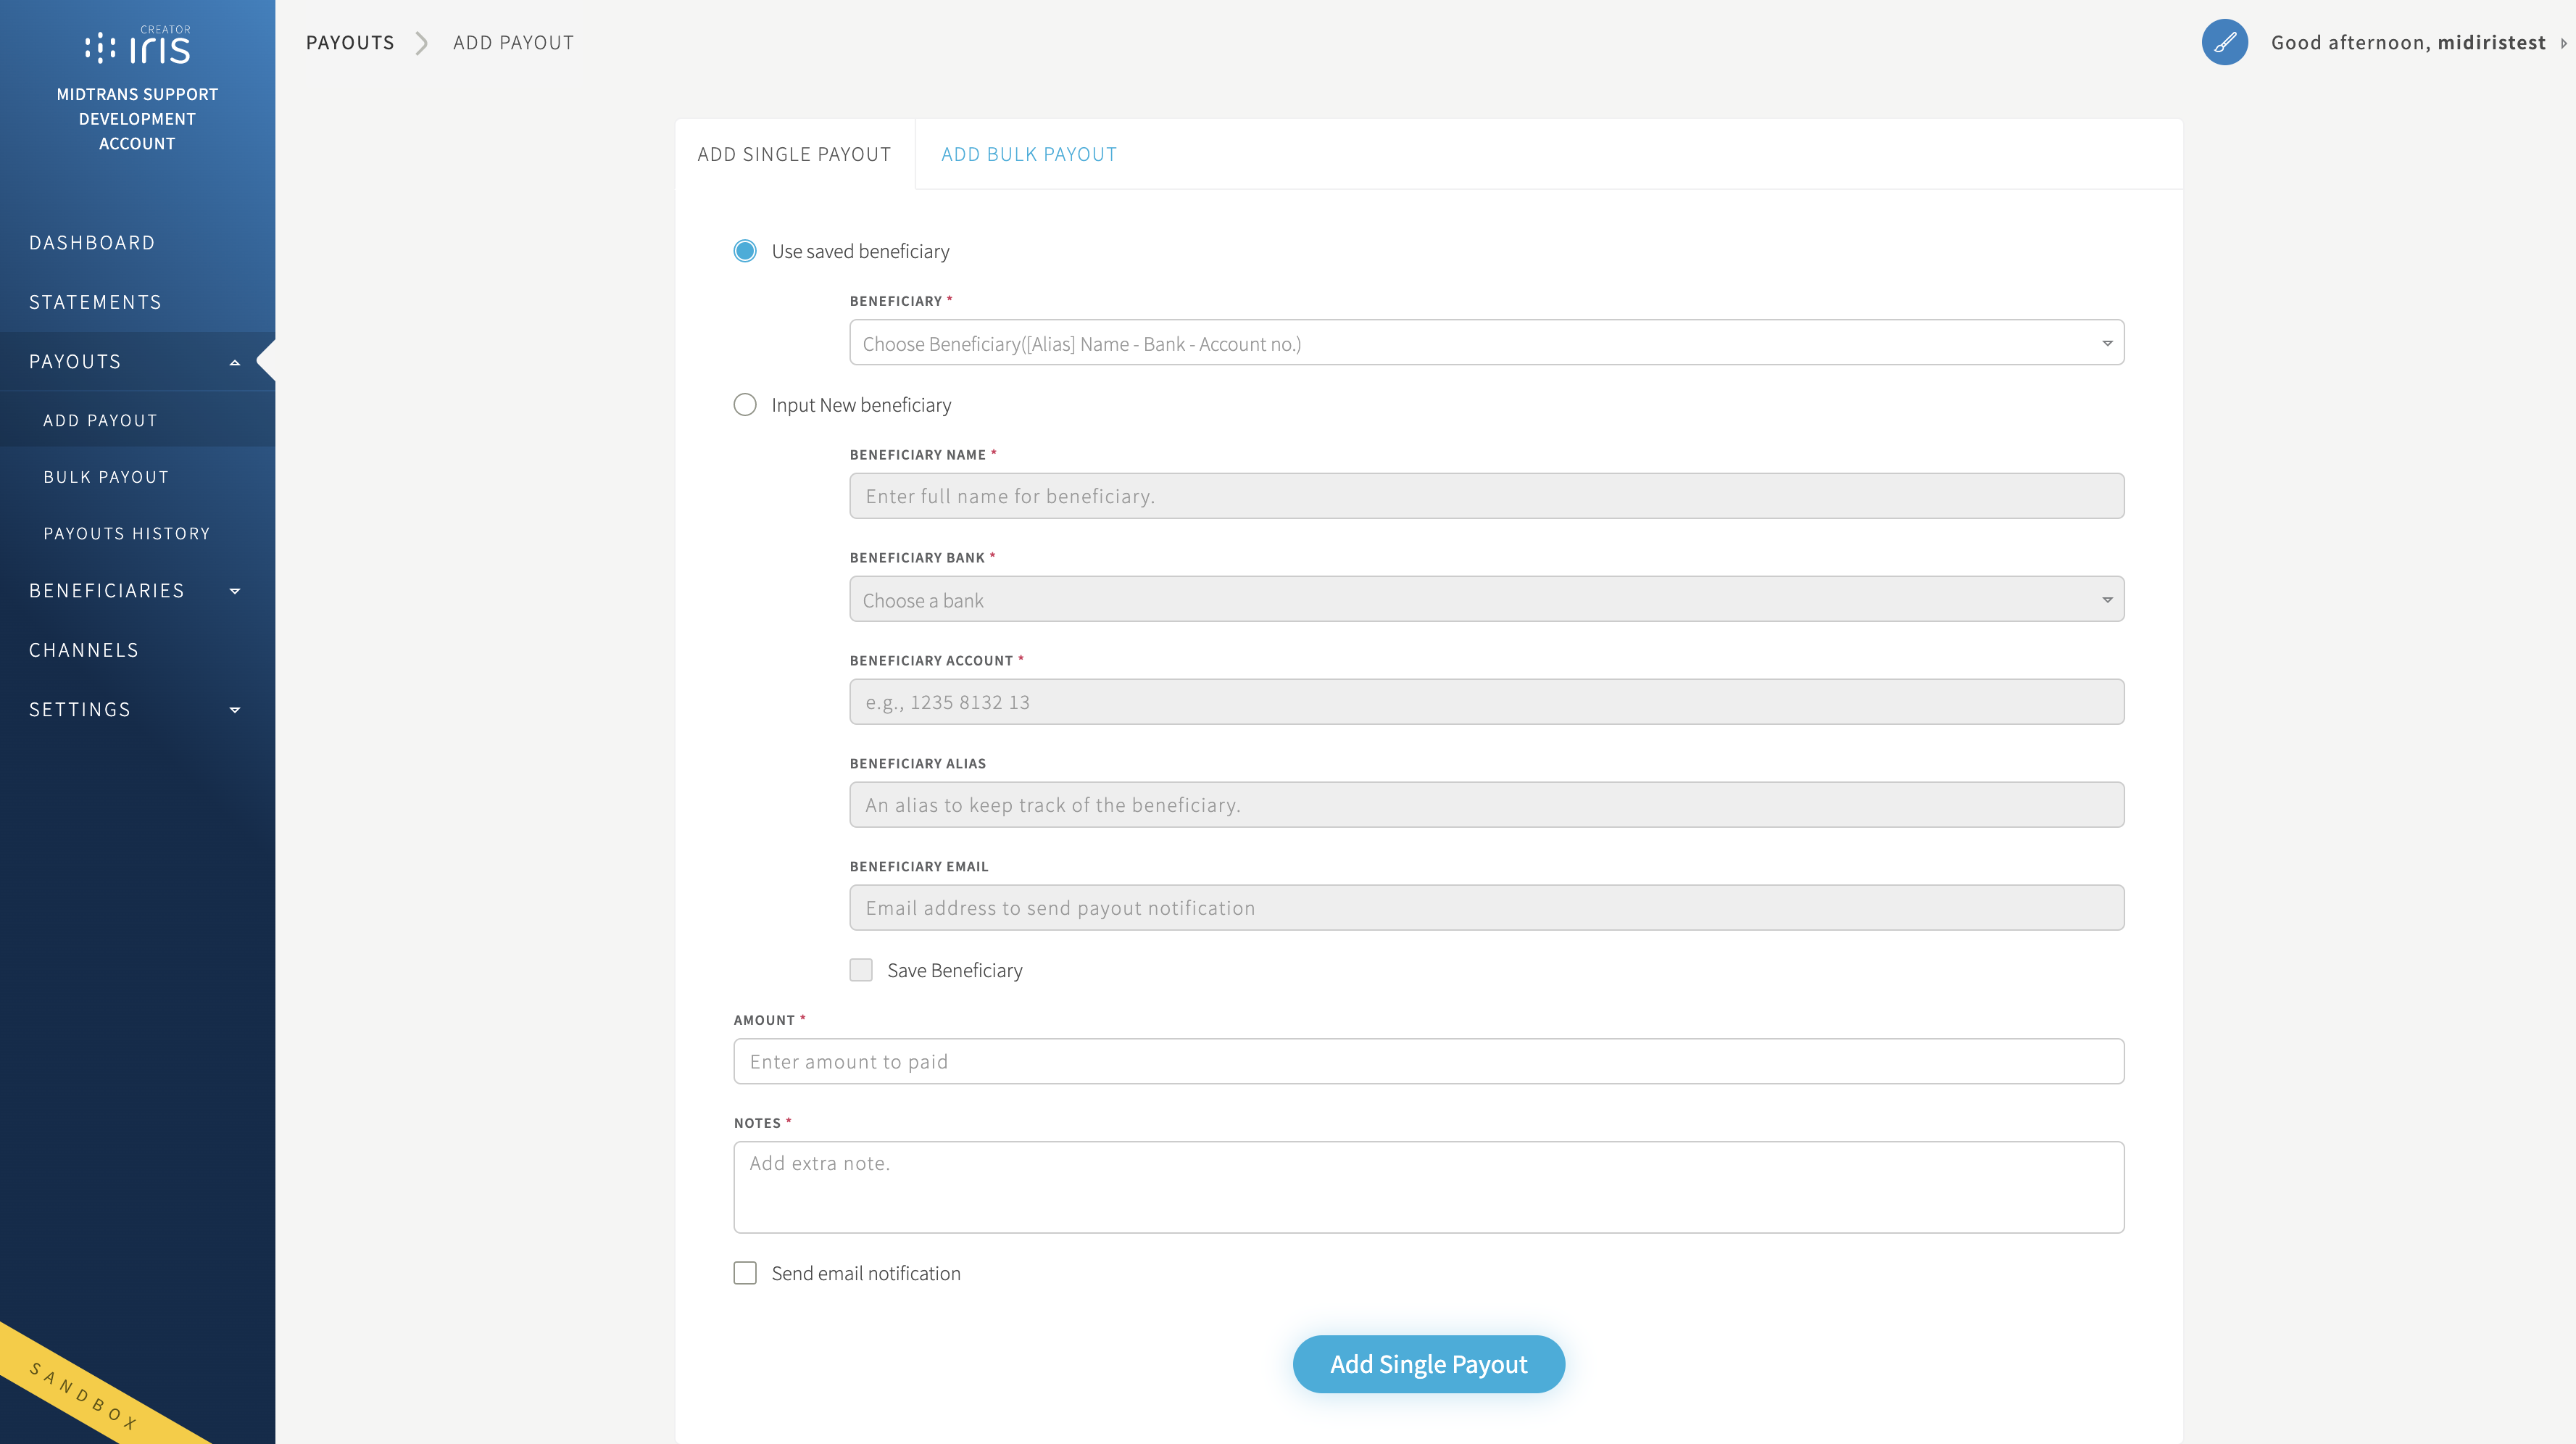 CREATOR
Iris
MIDTRANS SUPPORT
DEVELOPMENT
ACCOUNT
DASHBOARD
STATEMENTS
PAYOUTS
ADD PAYOUT
BULK PAYOUT
PAYOUTS HISTORY
BENEFICIARIES
CHANNELS
SETTINGS
SANDBOX
PAYOUTS ADD PAYOUT
Good afternoon, midiristest
ADD SINGLE PAYOUT ADD BULK PAYOUT
Use saved beneficiary
BENEFICIARY *
Choose Beneficiary([Alias] Name - Bank - Account no.)
Input New beneficiary
BENEFICIARY NAME *
Enter full name for beneficiary.
BENEFICIARY BANK *
Choose a bank
BENEFICIARY ACCOUNT *
e.g., 1235 8132 13
BENEFICIARY ALIAS
An alias to keep track of the beneficiary.
BENEFICIARY EMAIL
Email address to send payout notification
Save Beneficiary
AMOUNT *
Enter amount to paid
NOTES *
Add extra note.
Send email notification
Add Single Payout